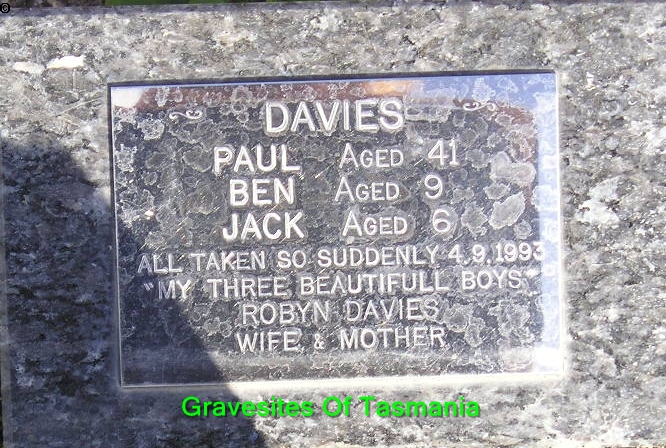 DAVIES
PAUL AGED 41
BEN AGED 9
JACK AGED 6
ALL TAKEN SO SUDDENLY 4.9.1993
"MY THREE BEAUTIFULL BOYS"
ROBYN DAVIES
WIFE & MOTHER
Gravesites Of Tasmania